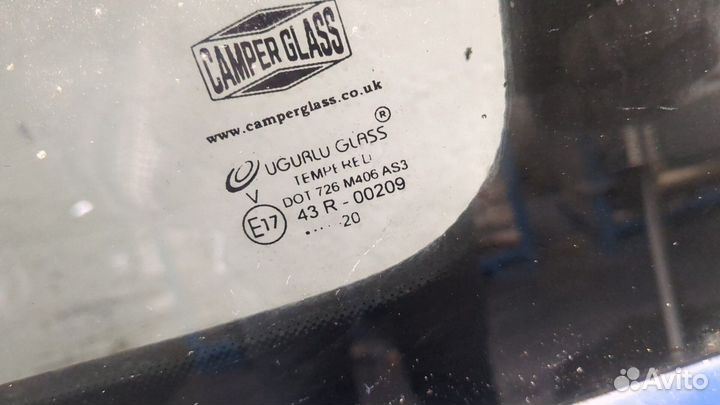 CAMPER GLASS
www.camperglass.co.uk
UGURLU GLASS ®
TEMPERED
V DOT 726 M406 AS3
E17 43 R - 00209
..... ·20
Avito